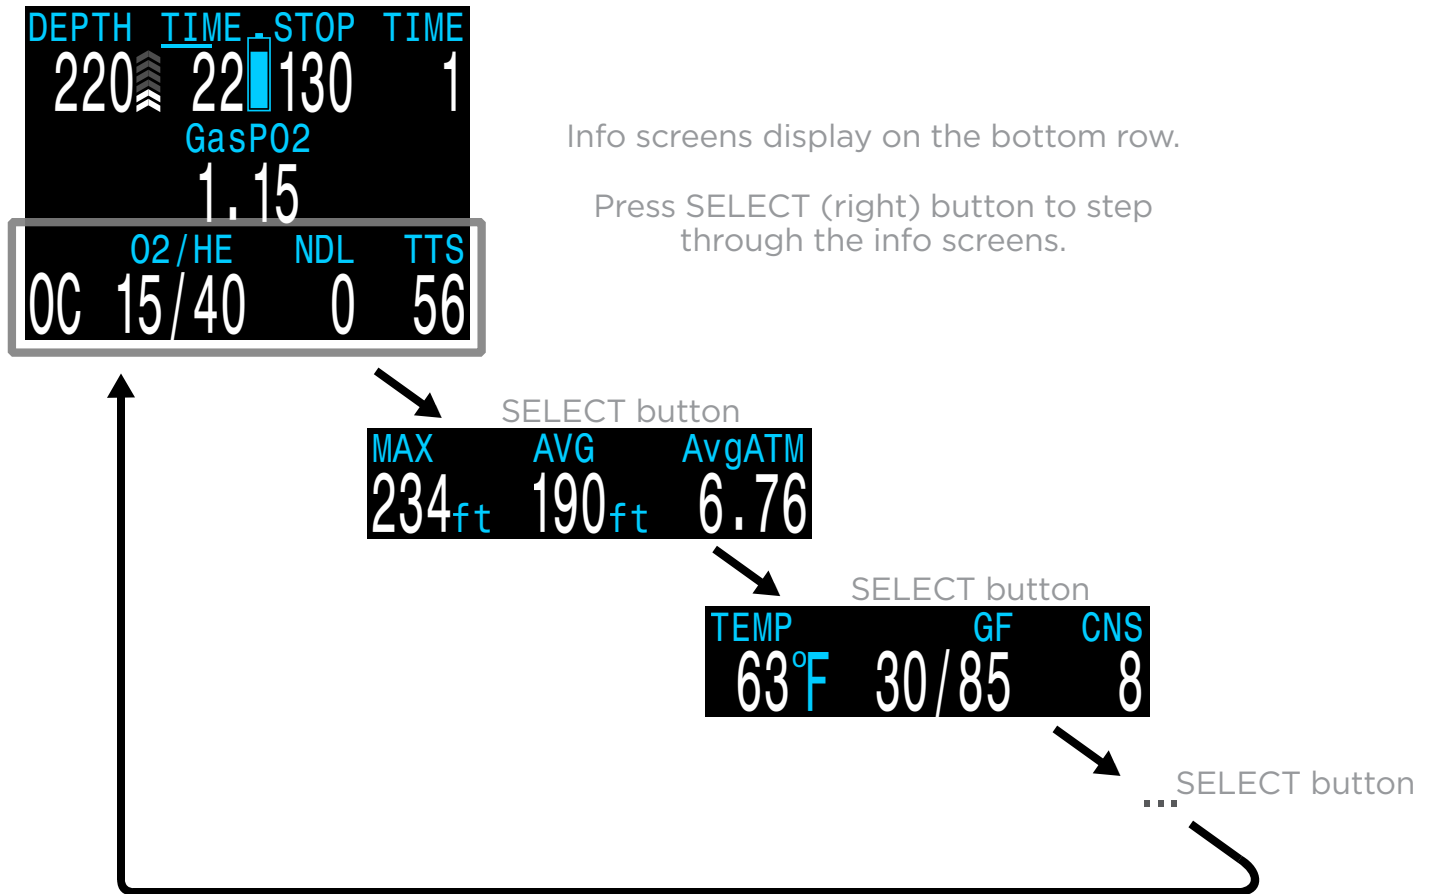 DEPTH TIME STOP TIME
220 22 130 1
GasPO2
1.15
O2/HE NDL TTS
OC 15/40 0 56
Info screens display on the bottom row.
Press SELECT (right) button to step
through the info screens.
SELECT button
MAX AVG AvgATM
234ft 190ft 6.76
SELECT button
TEMP GF CNS
63°F 30/85 8
SELECT button
...